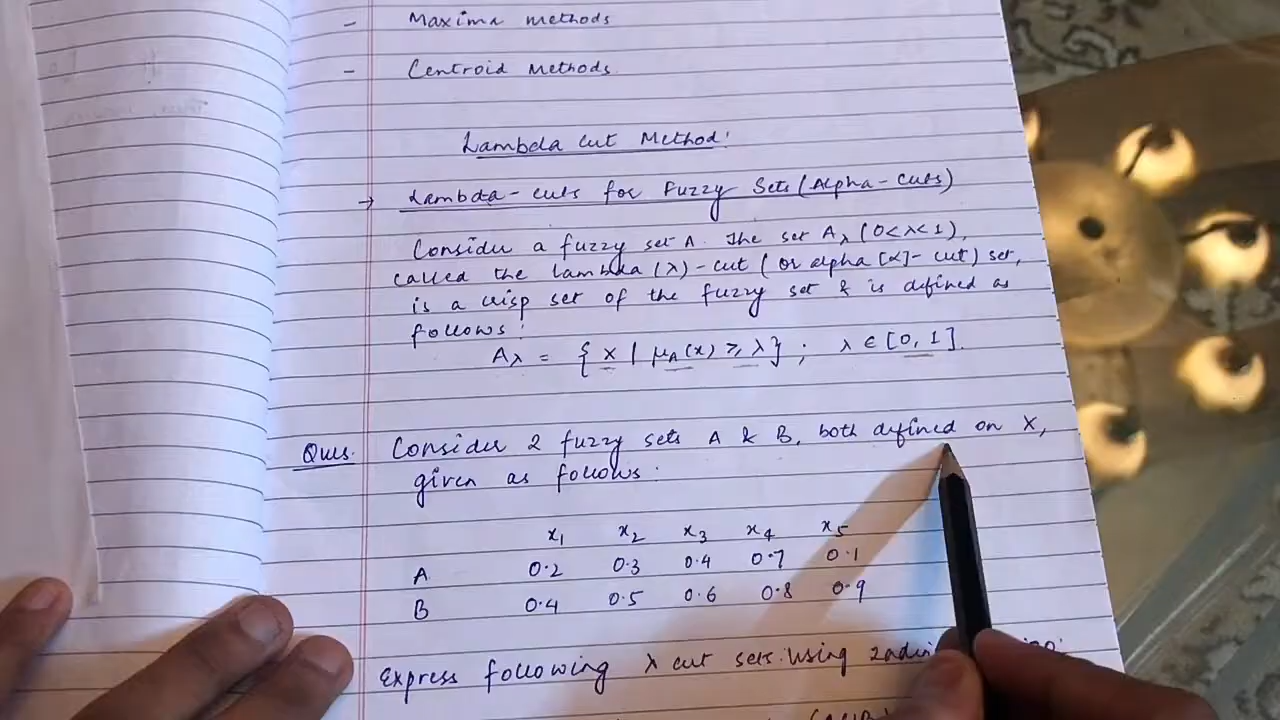 - Maxima methods
- Centroid Methods.
Lambda Cut Method:
→ Lambda-cuts for Fuzzy Sets (Alpha-Cuts)
Consider a fuzzy set A. The set Aλ (0<λ<1),
called the lambda (λ)-cut (or alpha [α]-cut) set,
is a crisp set of the fuzzy set & is defined as
follows:
Aλ = { x | μA(x) ≥ λ} ; λ ∈ [0, 1].
Ques. Consider 2 fuzzy sets A & B, both defined on X,
given as follows:
x1 x2 x3 x4 x5
A 0.2 0.3 0.4 0.7 0.1
B 0.4 0.5 0.6 0.8 0.9
Express following λ cut sets using